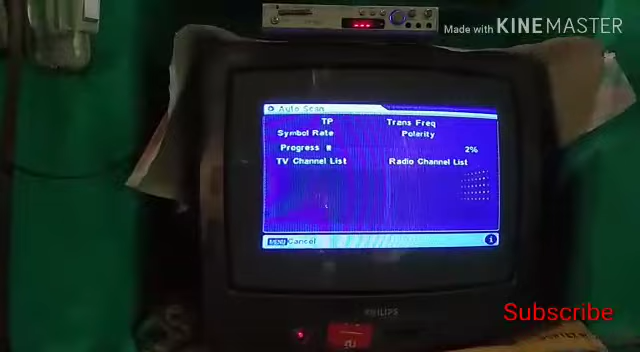 Made with KINEMASTER
Auto Scan
TP Trans Freq
Symbol Rate Polarity
Progress 2%
TV Channel List Radio Channel List
MENU Cancel i
PHILIPS
Subscribe